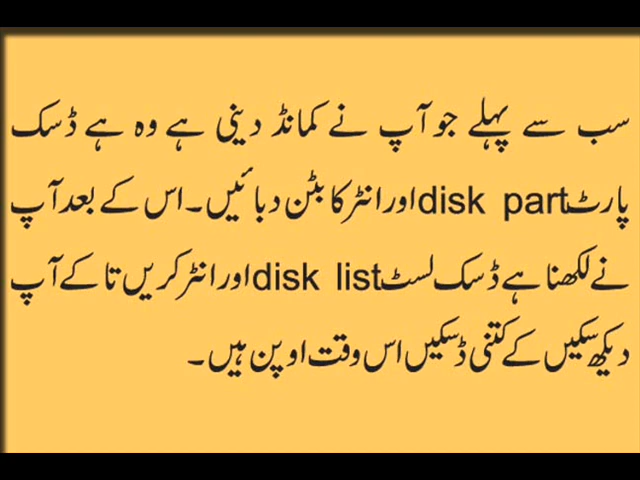 سب سے پہلے جو آپ نے کمانڈ دینی ہے وہ ہے ڈسک
پارٹ disk part اور انٹر کا بٹن دبائیں۔ اس کے بعد آپ
نے لکھنا ہے ڈسک لسٹ disk list اور انٹر کریں تا کے آپ
دیکھ سکیں کے کتنی ڈسکیں اس وقت اوپن ہیں۔